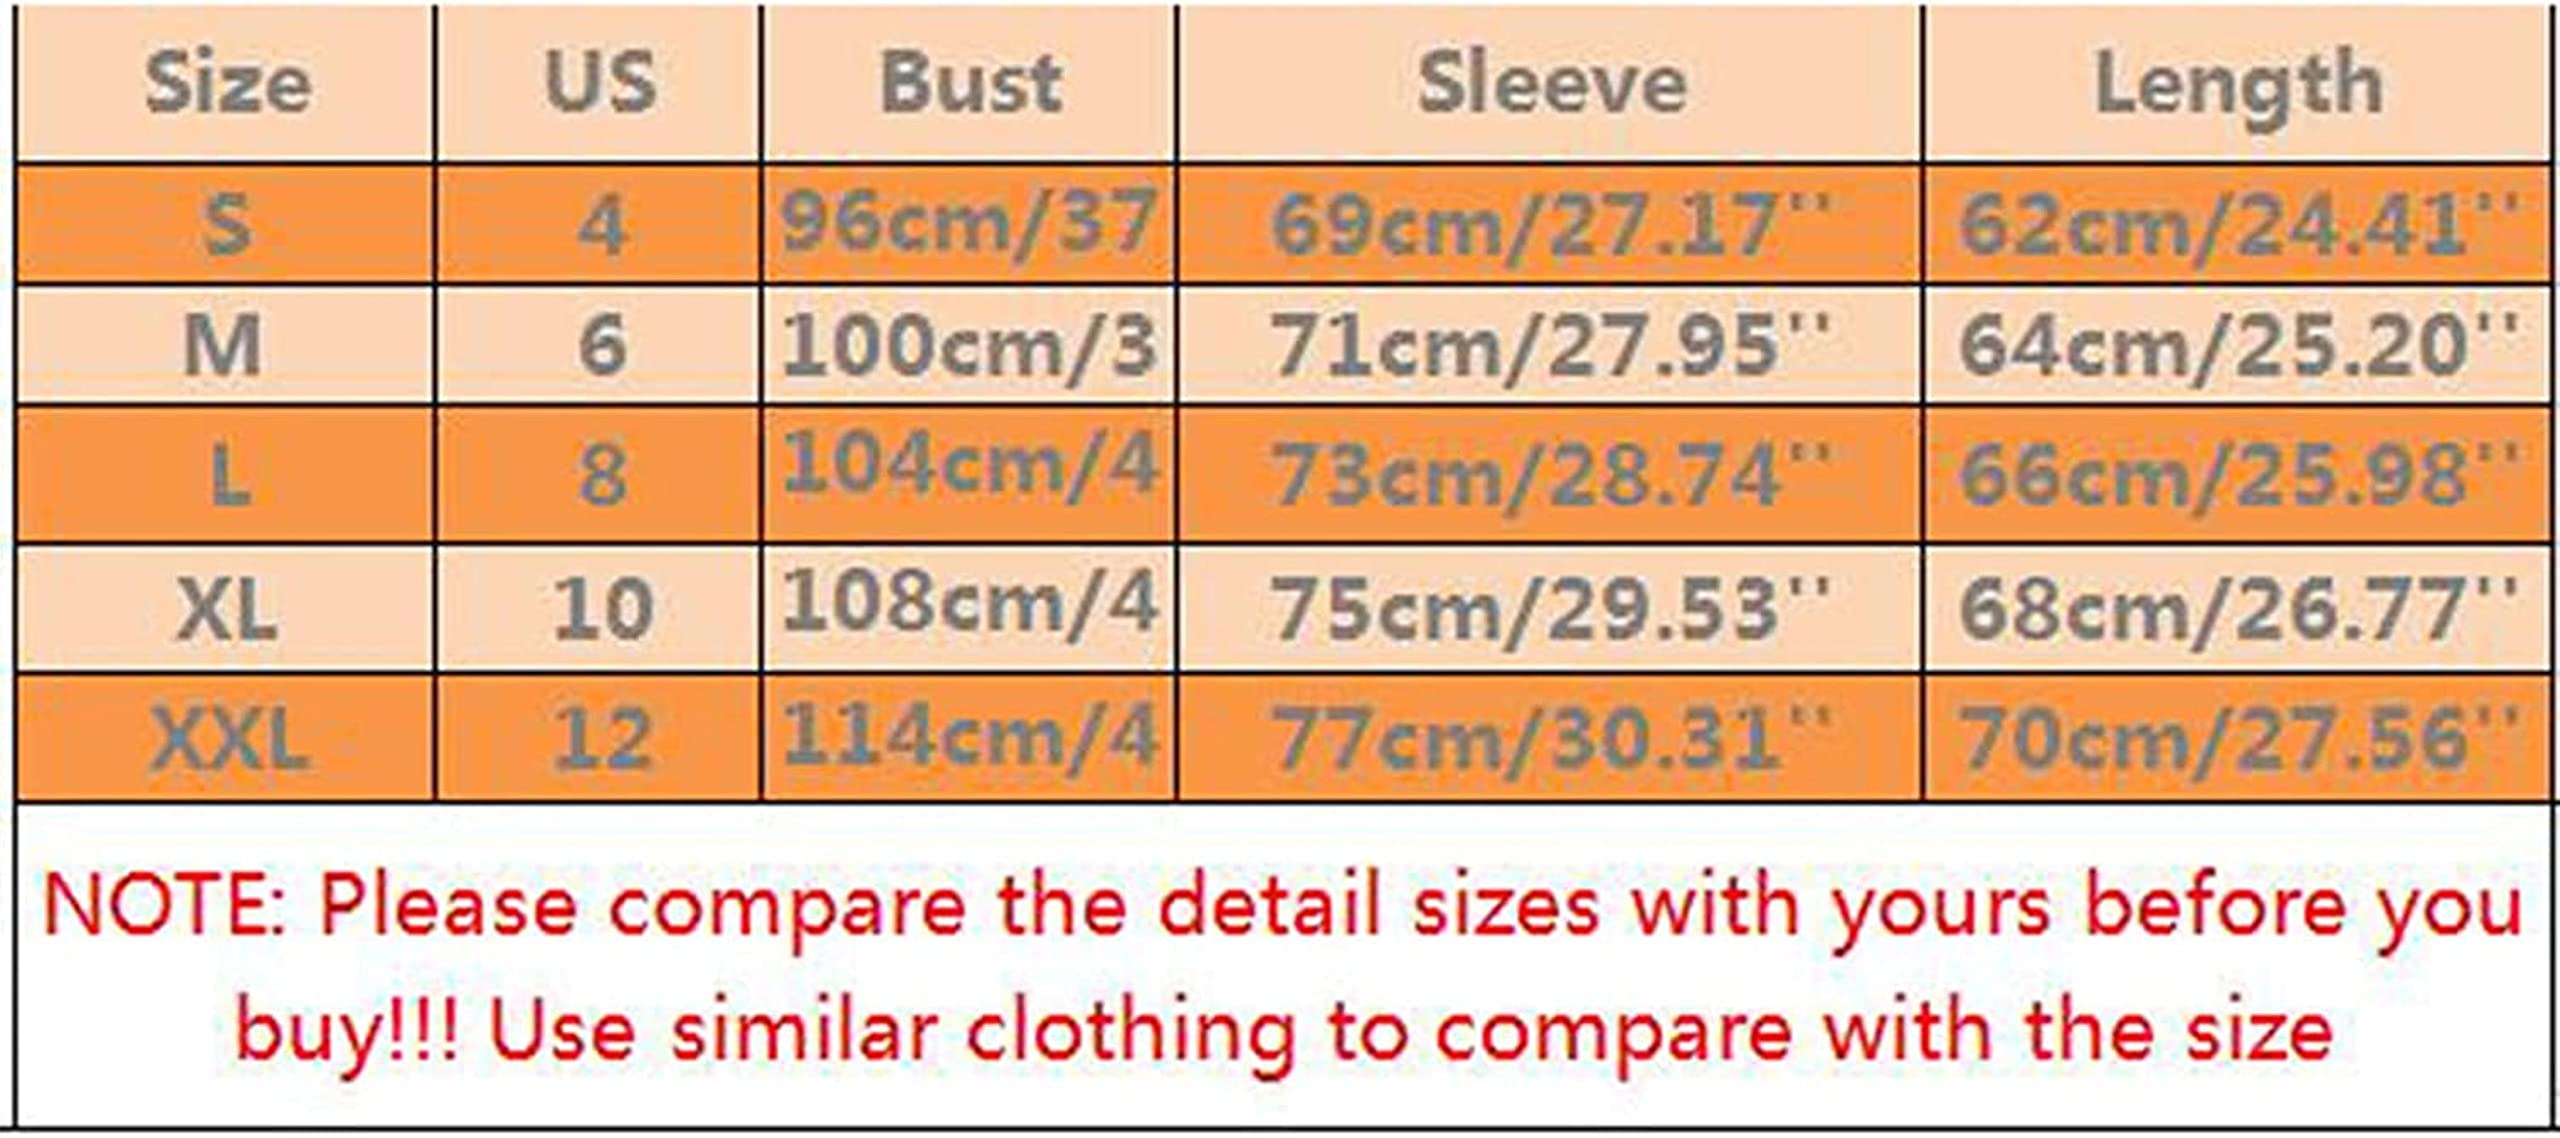 Size US Bust Sleeve Length
S 4 96cm/37 69cm/27.17'' 62cm/24.41''
M 6 100cm/3 71cm/27.95'' 64cm/25.20''
L 8 104cm/4 73cm/28.74'' 66cm/25.98''
XL 10 108cm/4 75cm/29.53'' 68cm/26.77''
XXL 12 114cm/4 77cm/30.31'' 70cm/27.56''
NOTE: Please compare the detail sizes with yours before you
buy!!! Use similar clothing to compare with the size